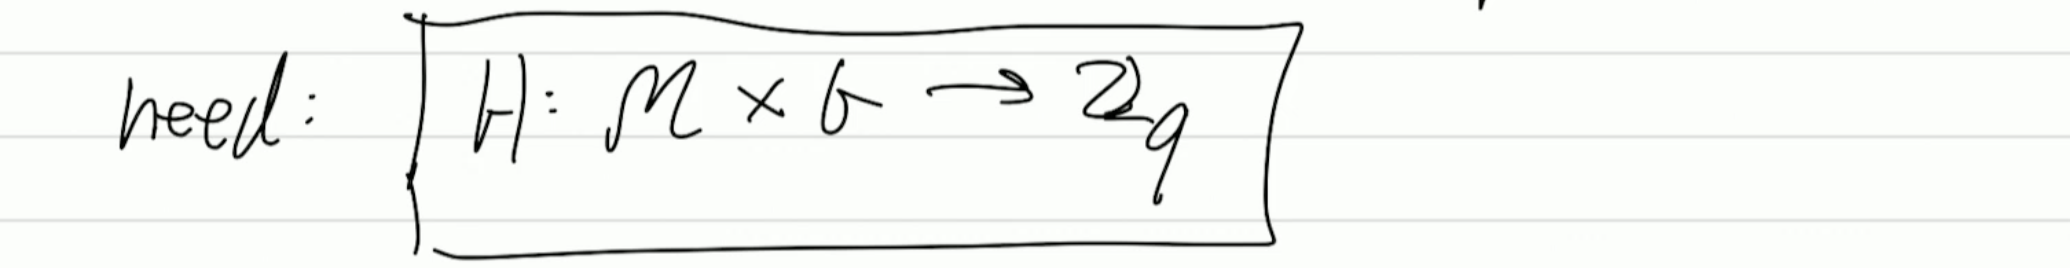 need: H: M × G → ℤq